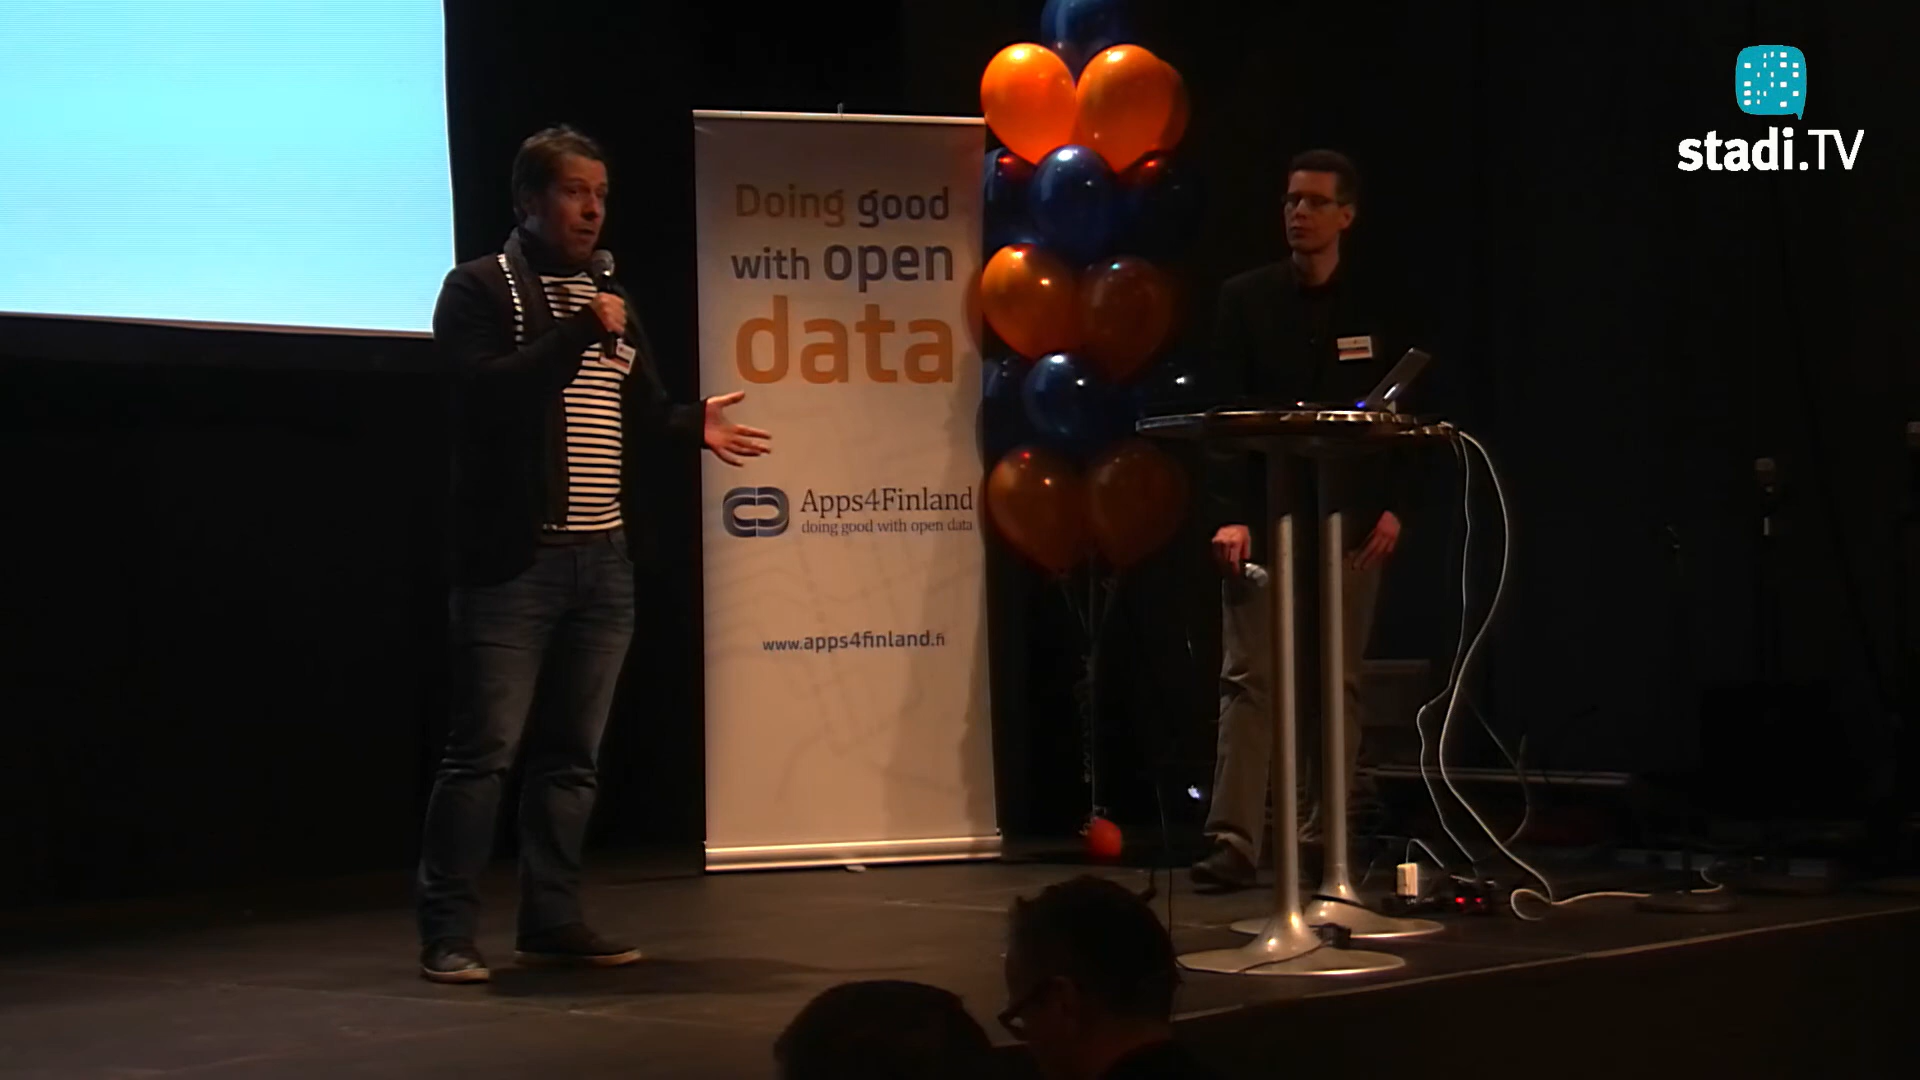 stadi.TV
Doing good
with open
data
Apps4Finland
doing good with open data
www.apps4finland.fi